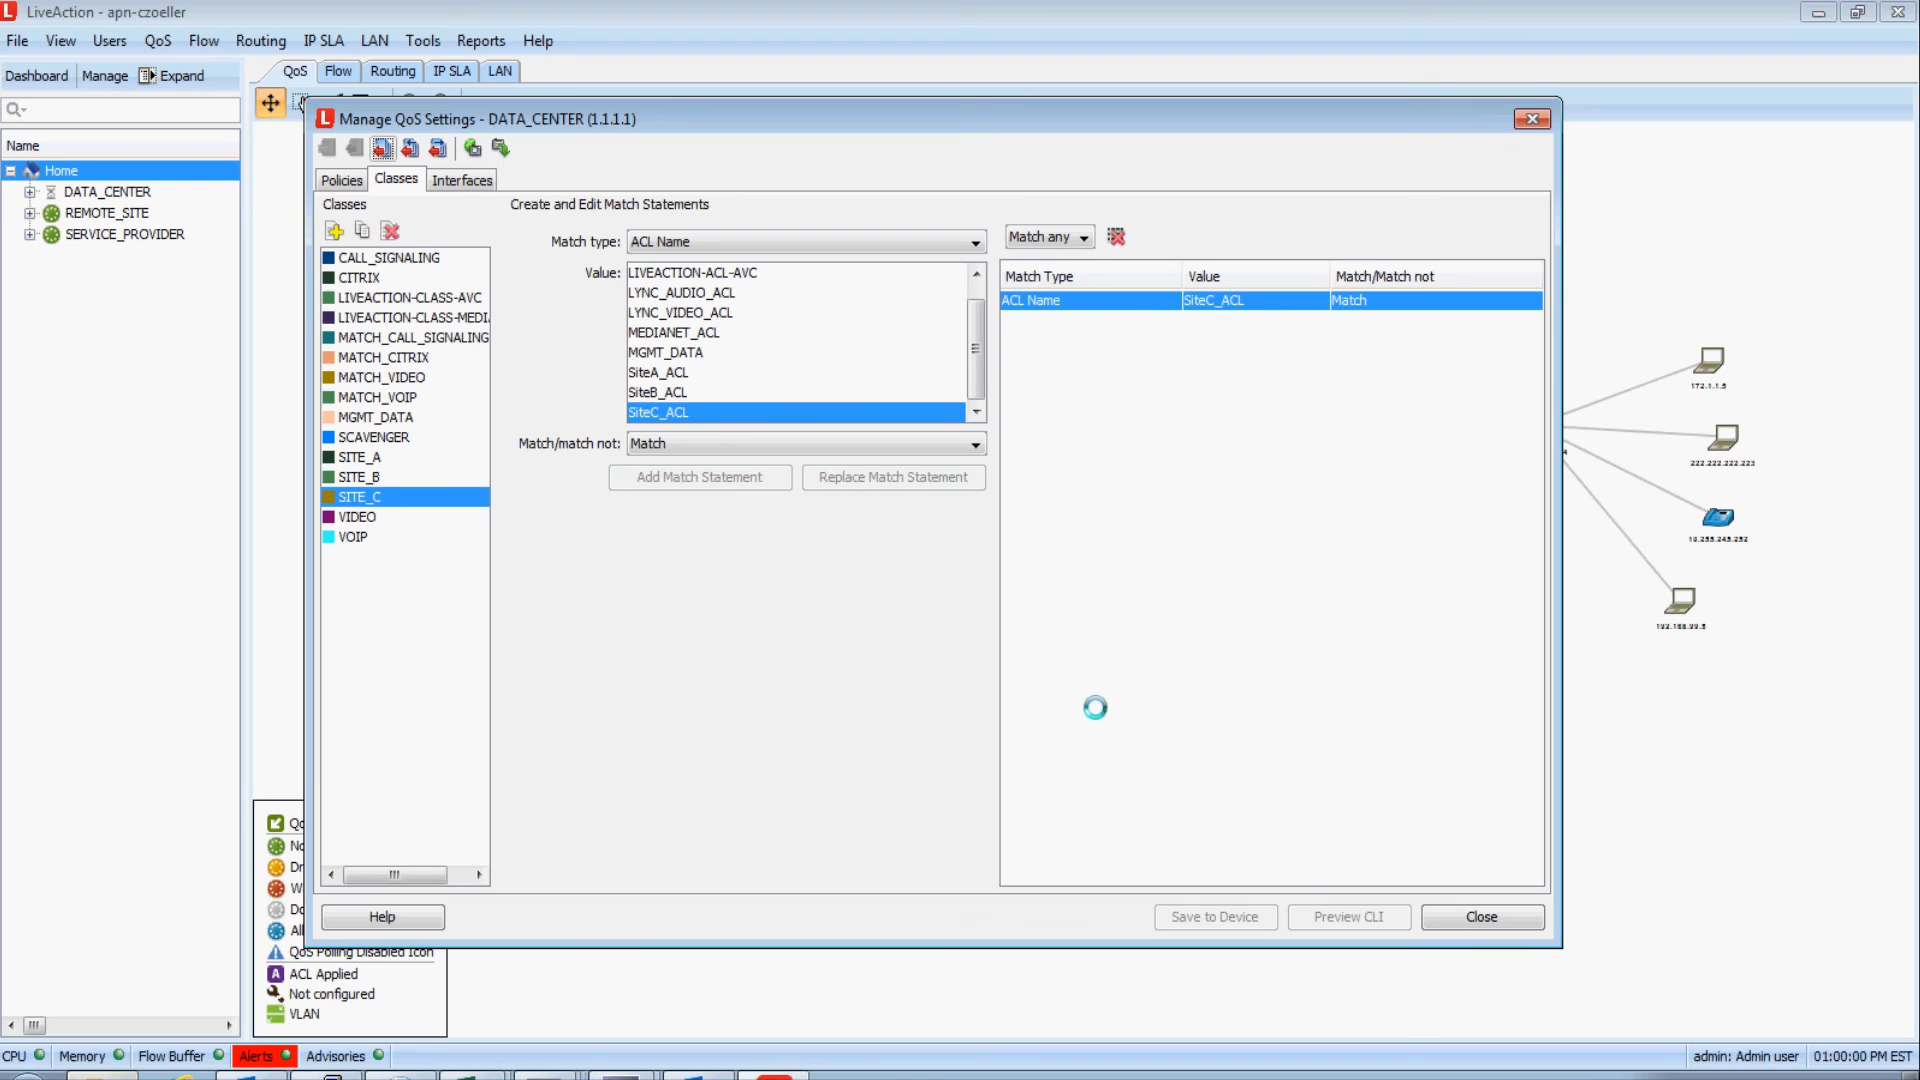 LiveAction - apn-czoeller
File View Users QoS Flow Routing IP SLA LAN Tools Reports Help
Dashboard Manage Expand
QoS Flow Routing IP SLA LAN
Name
Home
DATA_CENTER
REMOTE_SITE
SERVICE_PROVIDER
Manage QoS Settings - DATA_CENTER (1.1.1.1)
Policies Classes Interfaces
Classes
CALL_SIGNALING
CITRIX
LIVEACTION-CLASS-AVC
LIVEACTION-CLASS-MEDI
MATCH_CALL_SIGNALING
MATCH_CITRIX
MATCH_VIDEO
MATCH_VOIP
MGMT_DATA
SCAVENGER
SITE_A
SITE_B
SITE_C
VIDEO
VOIP
Create and Edit Match Statements
Match type: ACL Name
Value: LIVEACTION-ACL-AVC
LYNC_AUDIO_ACL
LYNC_VIDEO_ACL
MEDIANET_ACL
MGMT_DATA
SiteA_ACL
SiteB_ACL
SiteC_ACL
Match/match not: Match
Add Match Statement Replace Match Statement
Match any
Match Type Value Match/Match not
ACL Name SiteC_ACL Match
172.1.1.5
222.222.222.223
192.168.99.5
Help Save to Device Preview CLI Close
QoS Polling Disabled Icon
ACL Applied
Not configured
VLAN
CPU Memory Flow Buffer Alerts Advisories
admin: Admin user 01:00:00 PM EST